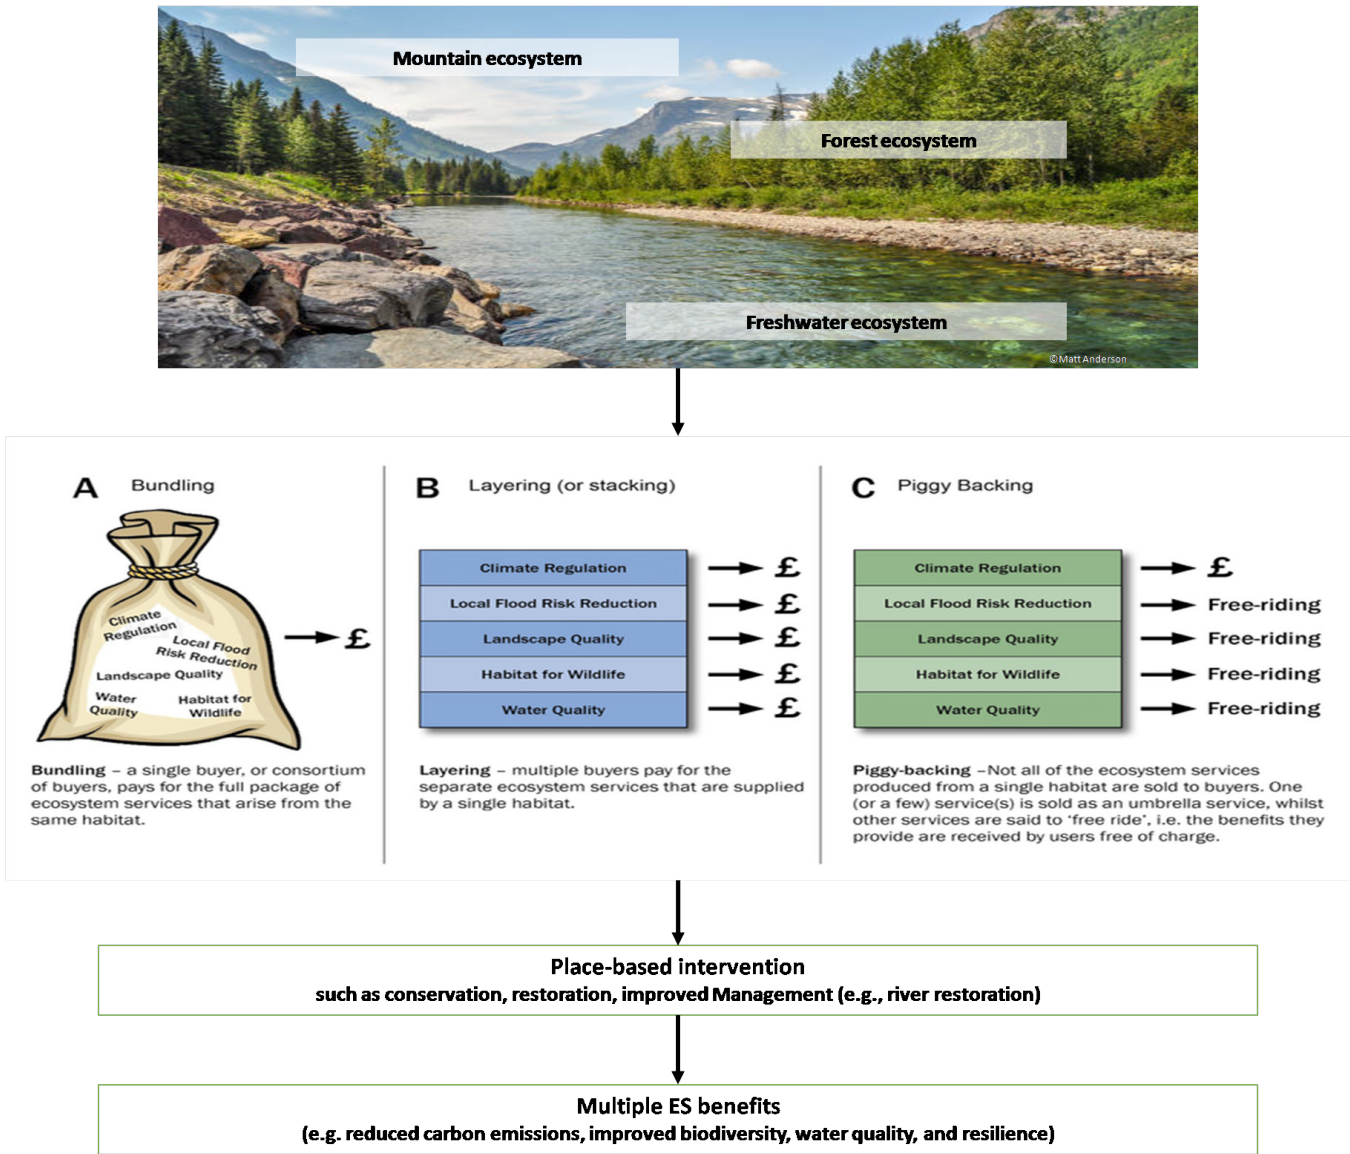 Mountain ecosystem
Forest ecosystem
Freshwater ecosystem
©Matt Anderson
A Bundling
Climate
Regulation
Local Flood
Risk Reduction
Landscape Quality
Water
Quality
Habitat for
Wildlife
£
Bundling – a single buyer, or consortium
of buyers, pays for the full package of
ecosystem services that arise from the
same habitat.
B Layering (or stacking)
Climate Regulation £
Local Flood Risk Reduction £
Landscape Quality £
Habitat for Wildlife £
Water Quality £
Layering – multiple buyers pay for the
separate ecosystem services that are supplied
by a single habitat.
C Piggy Backing
Climate Regulation £
Local Flood Risk Reduction Free-riding
Landscape Quality Free-riding
Habitat for Wildlife Free-riding
Water Quality Free-riding
Piggy-backing –Not all of the ecosystem services
produced from a single habitat are sold to buyers. One
(or a few) service(s) is sold as an umbrella service, whilst
other services are said to ‘free ride’, i.e. the benefits they
provide are received by users free of charge.
Place-based intervention
such as conservation, restoration, improved Management (e.g., river restoration)
Multiple ES benefits
(e.g. reduced carbon emissions, improved biodiversity, water quality, and resilience)